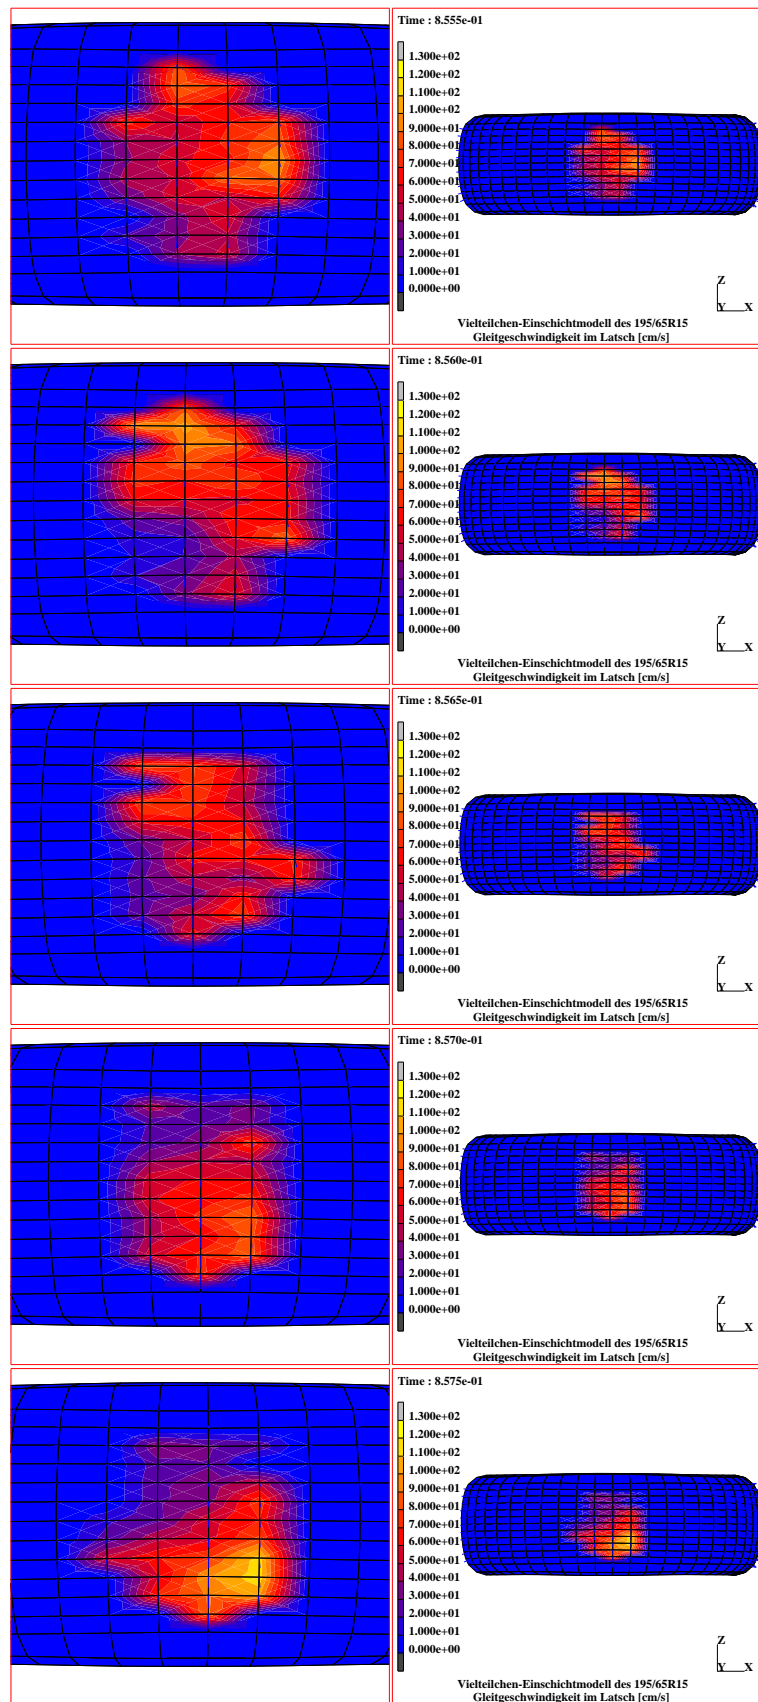 Time : 8.555e-01
1.300e+02
1.200e+02
1.100e+02
1.000e+02
9.000e+01
8.000e+01
7.000e+01
6.000e+01
5.000e+01
4.000e+01
3.000e+01
2.000e+01
1.000e+01
0.000e+00
Z
Y X
Vielteilchen-Einschichtmodell des 195/65R15
Gleitgeschwindigkeit im Latsch [cm/s]
Time : 8.560e-01
1.300e+02
1.200e+02
1.100e+02
1.000e+02
9.000e+01
8.000e+01
7.000e+01
6.000e+01
5.000e+01
4.000e+01
3.000e+01
2.000e+01
1.000e+01
0.000e+00
Z
Y X
Vielteilchen-Einschichtmodell des 195/65R15
Gleitgeschwindigkeit im Latsch [cm/s]
Time : 8.565e-01
1.300e+02
1.200e+02
1.100e+02
1.000e+02
9.000e+01
8.000e+01
7.000e+01
6.000e+01
5.000e+01
4.000e+01
3.000e+01
2.000e+01
1.000e+01
0.000e+00
Z
Y X
Vielteilchen-Einschichtmodell des 195/65R15
Gleitgeschwindigkeit im Latsch [cm/s]
Time : 8.570e-01
1.300e+02
1.200e+02
1.100e+02
1.000e+02
9.000e+01
8.000e+01
7.000e+01
6.000e+01
5.000e+01
4.000e+01
3.000e+01
2.000e+01
1.000e+01
0.000e+00
Z
Y X
Vielteilchen-Einschichtmodell des 195/65R15
Gleitgeschwindigkeit im Latsch [cm/s]
Time : 8.575e-01
1.300e+02
1.200e+02
1.100e+02
1.000e+02
9.000e+01
8.000e+01
7.000e+01
6.000e+01
5.000e+01
4.000e+01
3.000e+01
2.000e+01
1.000e+01
0.000e+00
Z
Y X
Vielteilchen-Einschichtmodell des 195/65R15
Gleitgeschwindigkeit im Latsch [cm/s]